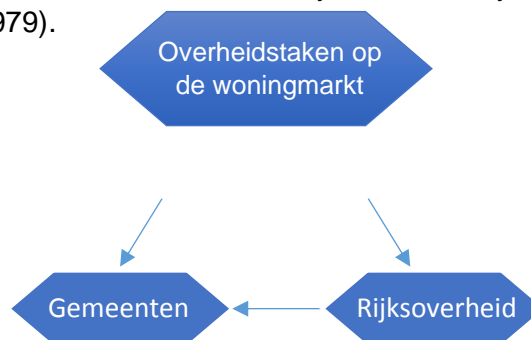 979).
Overheidstaken op
de woningmarkt
Gemeenten
Rijksoverheid